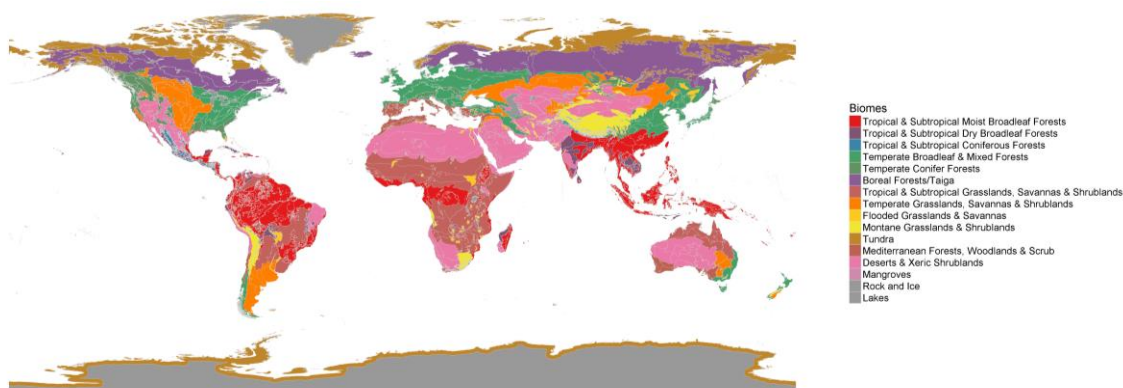 Biomes
Tropical & Subtropical Moist Broadleaf Forests
Tropical & Subtropical Dry Broadleaf Forests
Tropical & Subtropical Coniferous Forests
Temperate Broadleaf & Mixed Forests
Temperate Conifer Forests
Boreal Forests/Taiga
Tropical & Subtropical Grasslands, Savannas & Shrublands
Temperate Grasslands, Savannas & Shrublands
Flooded Grasslands & Savannas
Montane Grasslands & Shrublands
Tundra
Mediterranean Forests, Woodlands & Scrub
Deserts & Xeric Shrublands
Mangroves
Rock and Ice
Lakes